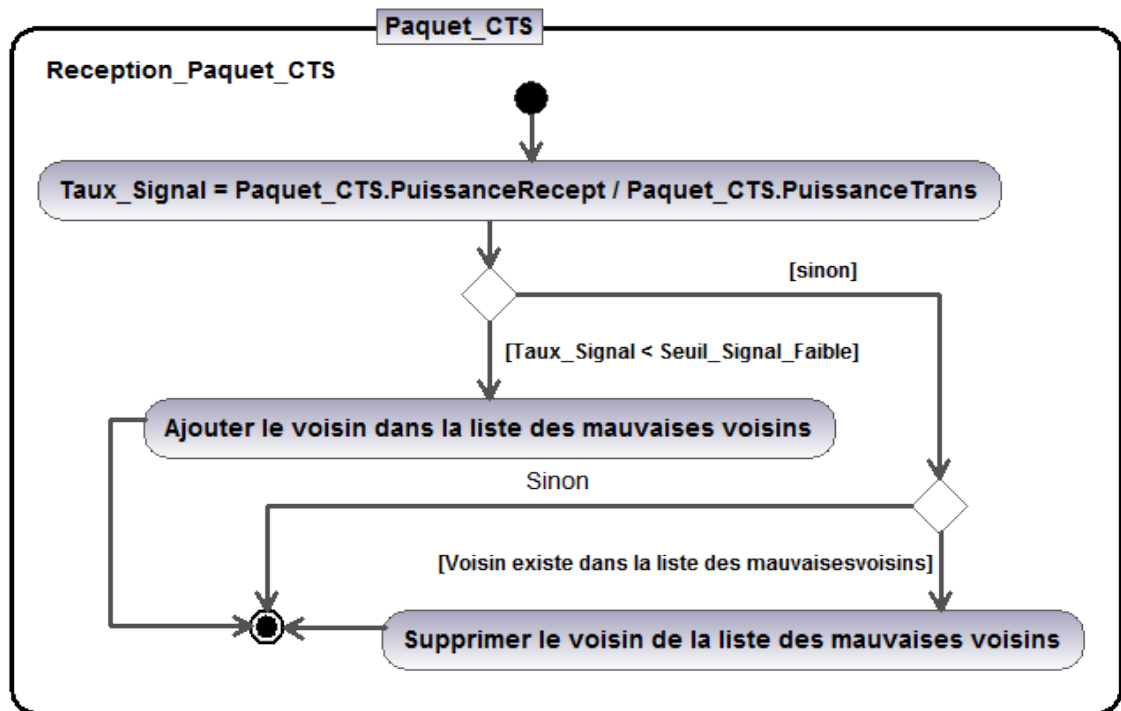 Paquet_CTS
Reception_Paquet_CTS
Taux_Signal = Paquet_CTS.PuissanceRecept / Paquet_CTS.PuissanceTrans
[sinon]
[Taux_Signal < Seuil_Signal_Faible]
Ajouter le voisin dans la liste des mauvaises voisins
Sinon
[Voisin existe dans la liste des mauvaisesvoisins]
Supprimer le voisin de la liste des mauvaises voisins